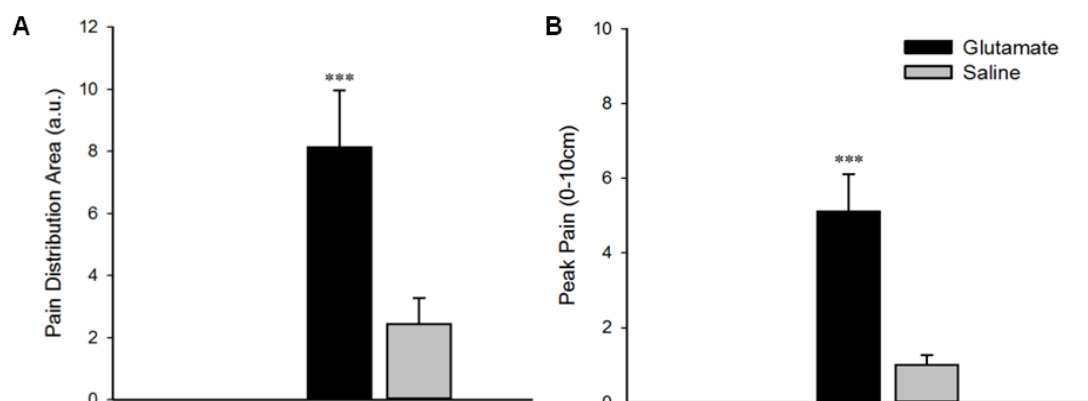 A
Pain Distribution Area (a.u.)
12
10
8
6
4
2
0
***
B
Peak Pain (0-10cm)
10
8
6
4
2
0
***
Glutamate
Saline